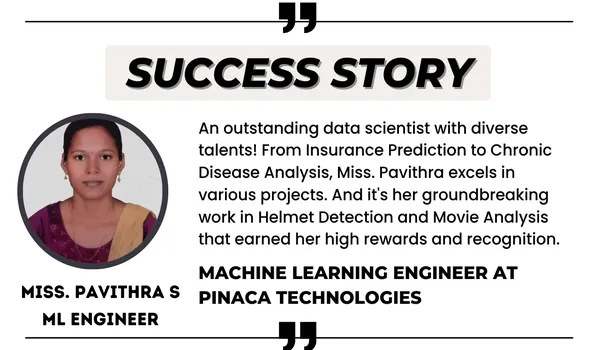 SUCCESS STORY
An outstanding data scientist with diverse
talents! From Insurance Prediction to Chronic
Disease Analysis, Miss. Pavithra excels in
various projects. And it's her groundbreaking
work in Helmet Detection and Movie Analysis
that earned her high rewards and recognition.
MACHINE LEARNING ENGINEER AT
PINACA TECHNOLOGIES
MISS. PAVITHRA S
ML ENGINEER